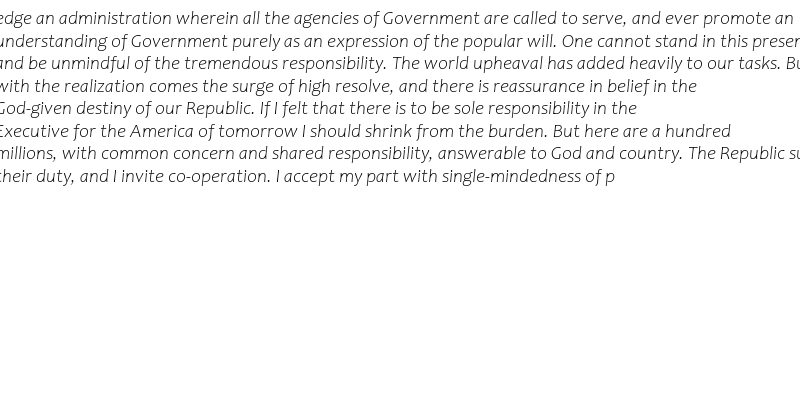 edge an administration wherein all the agencies of Government are called to serve, and ever promote an
understanding of Government purely as an expression of the popular will. One cannot stand in this
and be unmindful of the tremendous responsibility. The world upheaval has added heavily to our tasks.
with the realization comes the surge of high resolve, and there is reassurance in belief in the
God-given destiny of our Republic. If I felt that there is to be sole responsibility in the
Executive for the America of tomorrow I should shrink from the burden. But here are a hundred
millions, with common concern and shared responsibility, answerable to God and country. The Republic
their duty, and I invite co-operation. I accept my part with single-mindedness of p